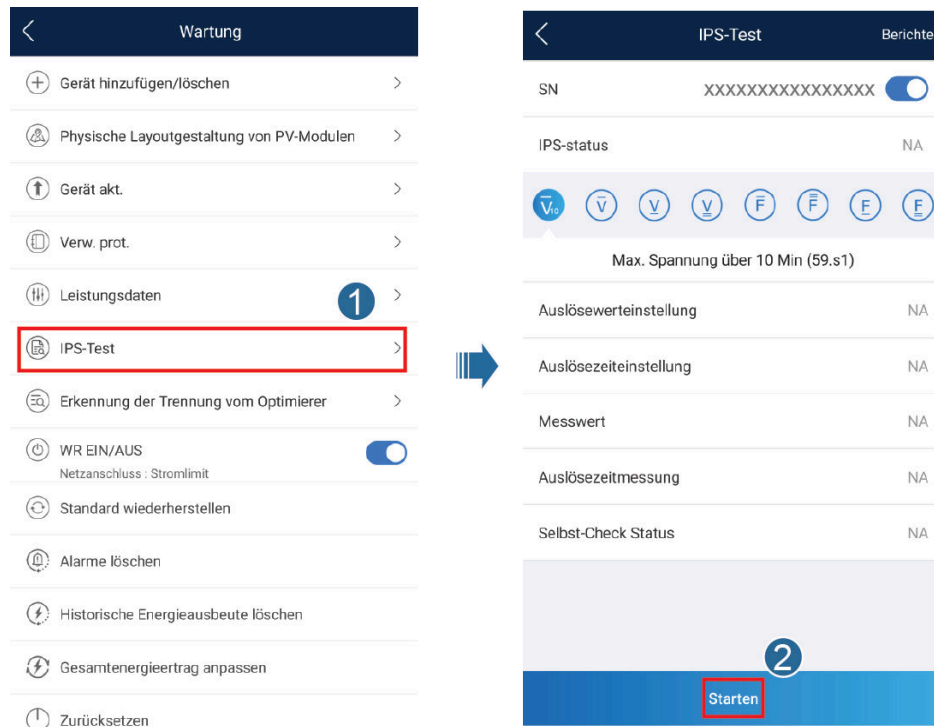 Wartung
Gerät hinzufügen/löschen
Physische Layoutgestaltung von PV-Modulen
Gerät akt.
Verw. prot.
Leistungsdaten
1
IPS-Test
Erkennung der Trennung vom Optimierer
WR EIN/AUS
Netzanschluss : Stromlimit
Standard wiederherstellen
Alarme löschen
Historische Energieausbeute löschen
Gesamtenergieertrag anpassen
Zurücksetzen
IPS-Test Berichte
SN XXXXXXXXXXXXXXXX
IPS-status NA
V̅10 V̅ V̲ V̳ F̅ F̿ F̲ F̳
Max. Spannung über 10 Min (59.s1)
Auslösewerteinstellung NA
Auslösezeiteinstellung NA
Messwert NA
Auslösezeitmessung NA
Selbst-Check Status NA
2
Starten